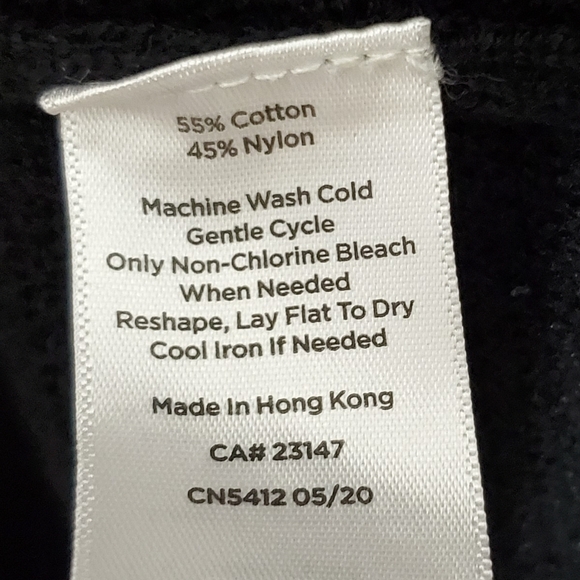 55% Cotton
45% Nylon
Machine Wash Cold
Gentle Cycle
Only Non-Chlorine Bleach
When Needed
Reshape, Lay Flat To Dry
Cool Iron If Needed
Made In Hong Kong
CA# 23147
CN5412 05/20